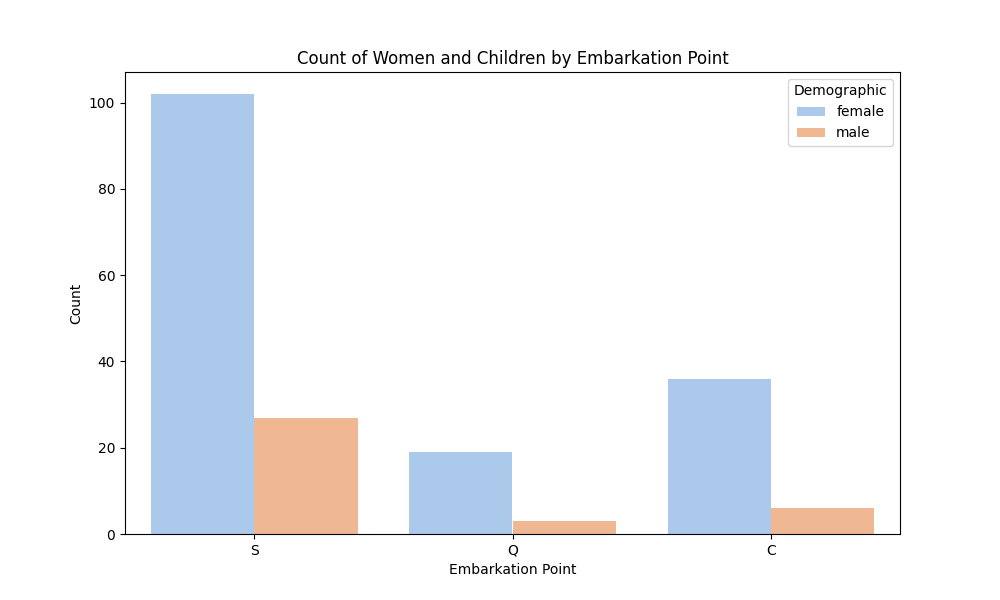 Count of Women and Children by Embarkation Point
Demographic
female
male
100
80
60
40
20
0
Count
S
Q
C
Embarkation Point